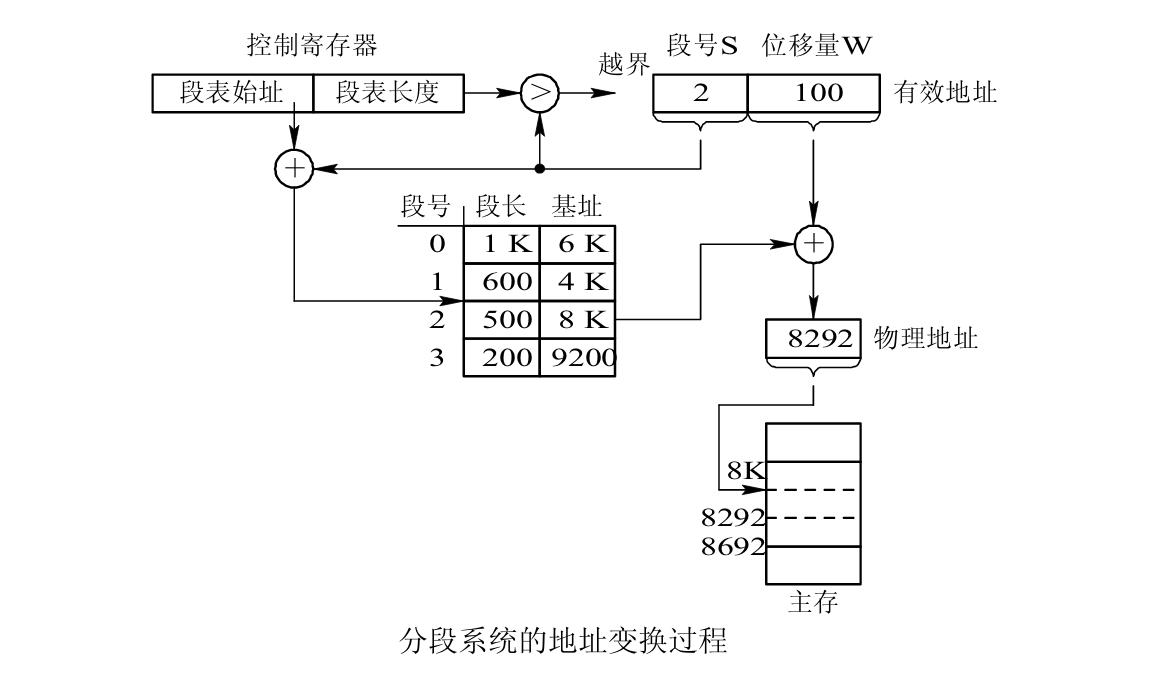 控制寄存器
段表始址 段表长度
>
越界
段号S 位移量W
2 100
有效地址
+
段号 段长 基址
0 1 K 6 K
1 600 4 K
2 500 8 K
3 200 9200
+
8292
物理地址
8K
8292
8692
主存
分段系统的地址变换过程